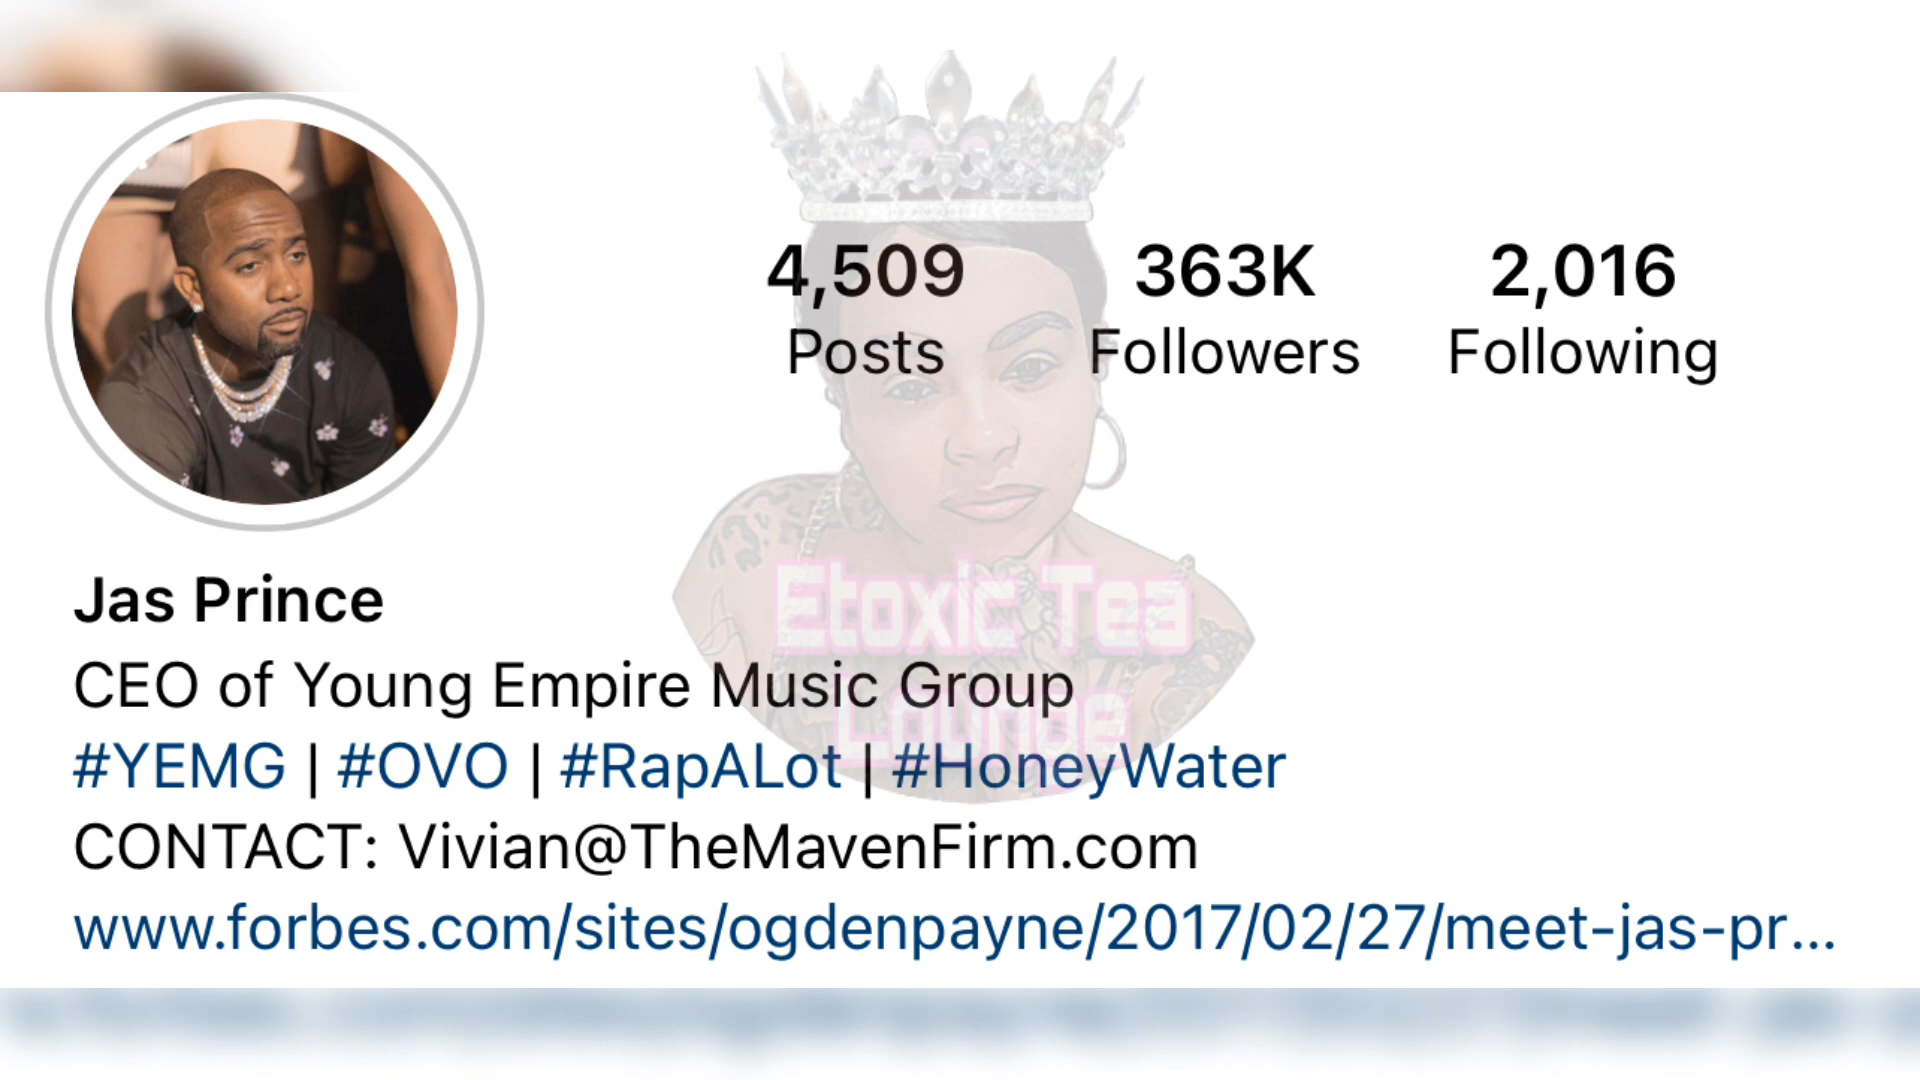 4,509 363K 2,016
Posts Followers Following
Etoxic Tea
Lounge
Jas Prince
CEO of Young Empire Music Group
#YEMG | #OVO | #RapALot | #HoneyWater
CONTACT: Vivian@TheMavenFirm.com
www.forbes.com/sites/ogdenpayne/2017/02/27/meet-jas-pr...